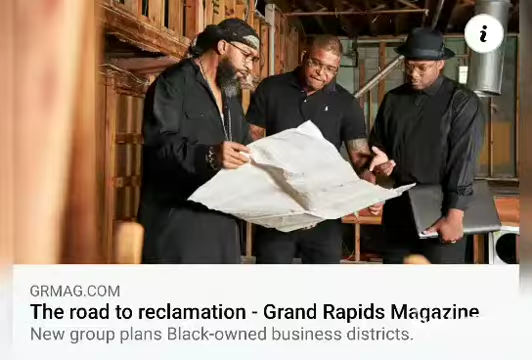 i
GRMAG.COM
The road to reclamation - Grand Rapids Magazine
New group plans Black-owned business districts.